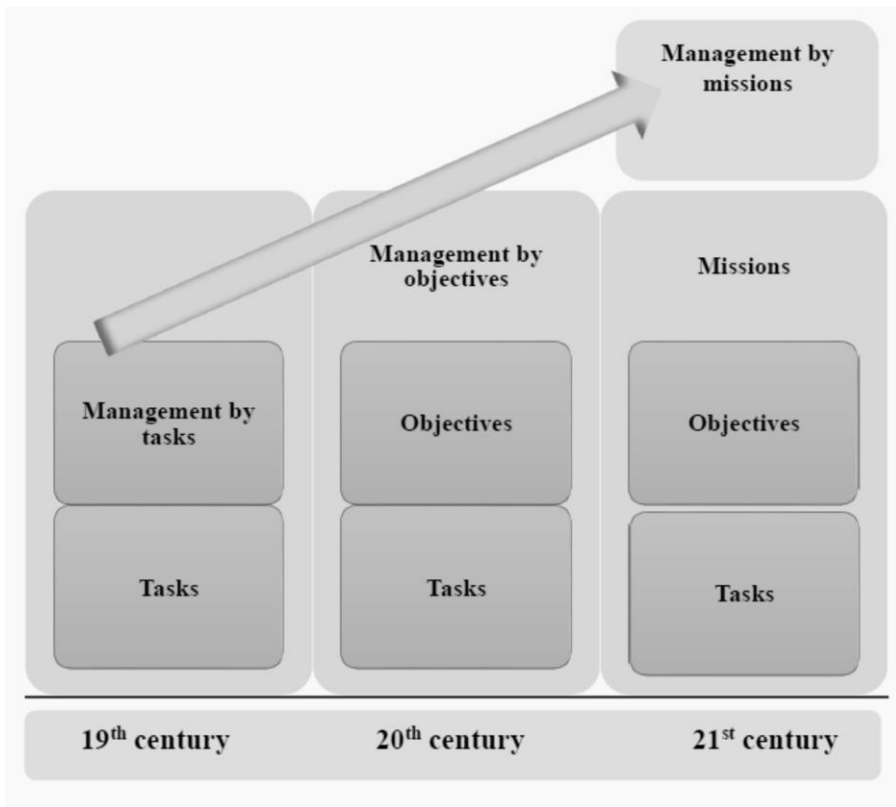 Management by
missions
Management by
objectives
Missions
Management by
tasks
Objectives
Objectives
Tasks
Tasks
Tasks
19th century
20th century
21st century